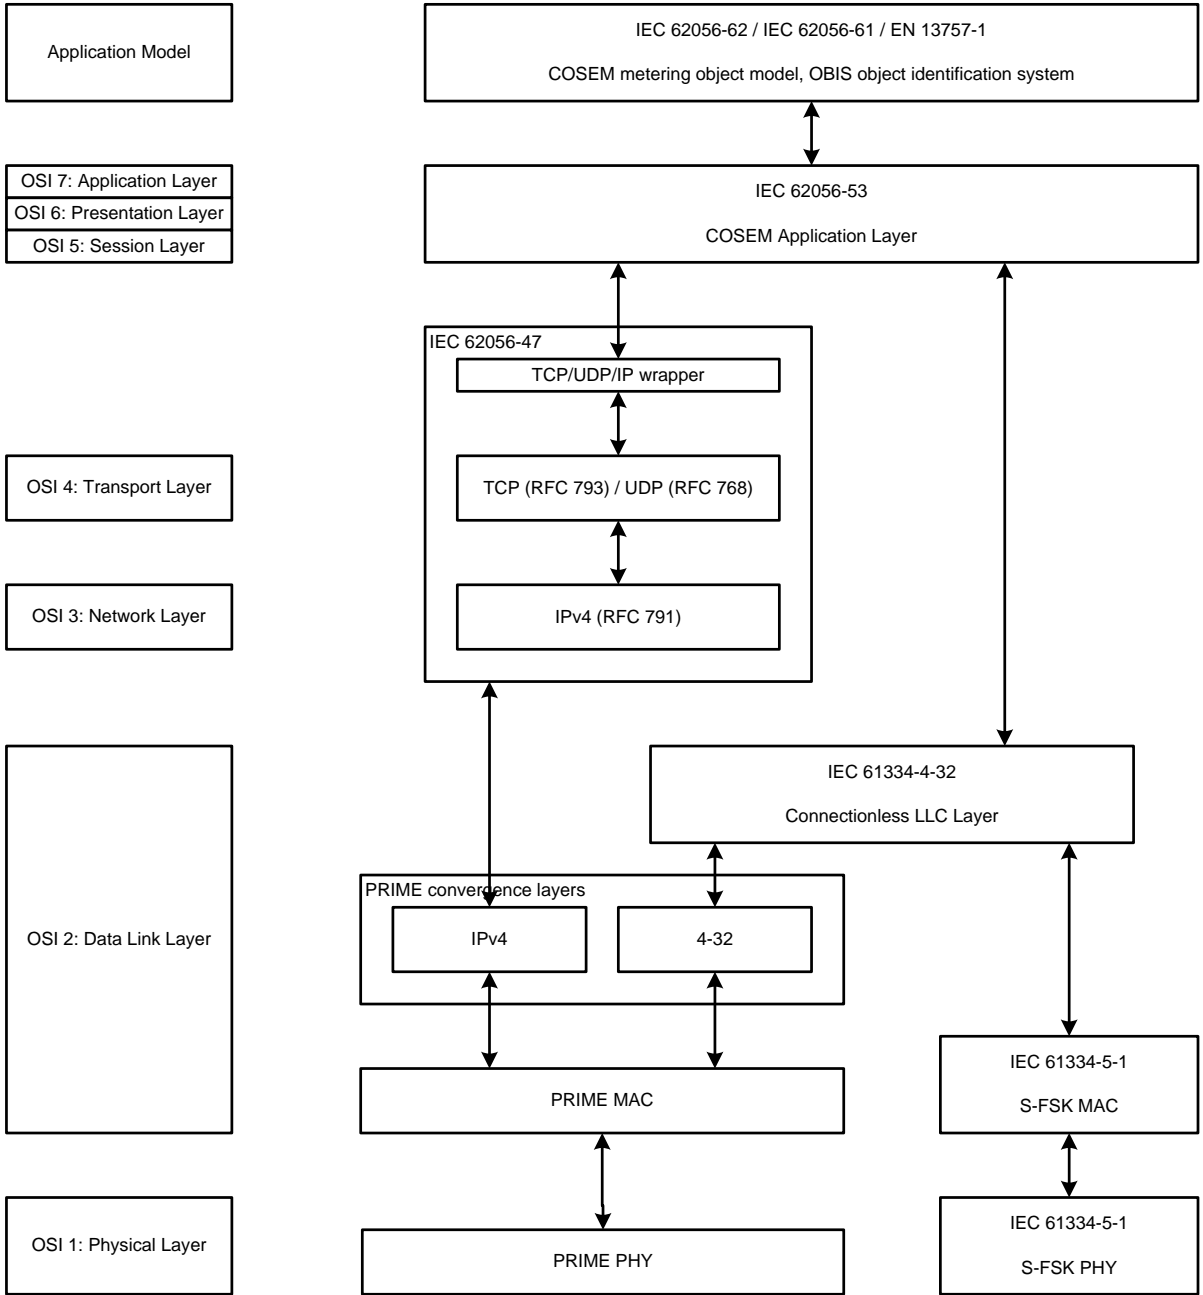 Application Model
IEC 62056-62 / IEC 62056-61 / EN 13757-1
COSEM metering object model, OBIS object identification system
OSI 7: Application Layer
OSI 6: Presentation Layer
OSI 5: Session Layer
IEC 62056-53
COSEM Application Layer
IEC 62056-47
TCP/UDP/IP wrapper
OSI 4: Transport Layer
TCP (RFC 793) / UDP (RFC 768)
OSI 3: Network Layer
IPv4 (RFC 791)
OSI 2: Data Link Layer
IEC 61334-4-32
Connectionless LLC Layer
PRIME convergence layers
IPv4
4-32
PRIME MAC
IEC 61334-5-1
S-FSK MAC
OSI 1: Physical Layer
PRIME PHY
IEC 61334-5-1
S-FSK PHY